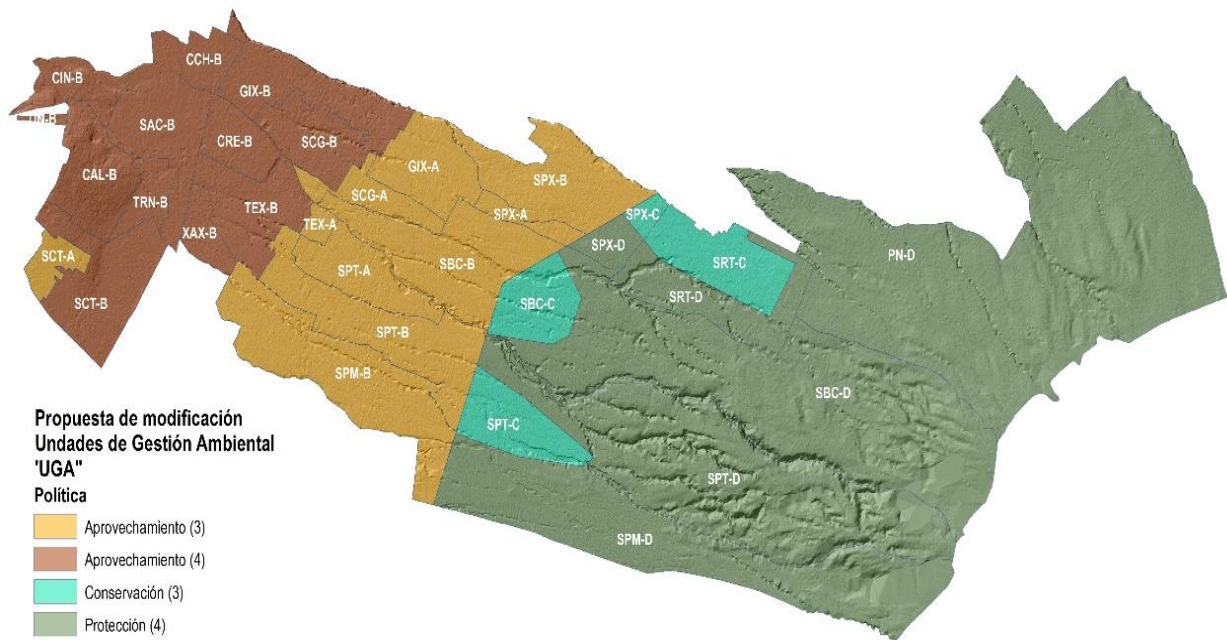 CCH-B
CIN-B
GIX-B
SAC-B
CRE-B
SCG-B
CAL-B
GIX-A
SPX-B
SCG-A
TRN-B
TEX-B
SPX-A
SPX-C
TEX-A
XAX-B
SPX-D
SCT-A
SPT-A
SBC-B
SRT-C
PN-D
SCT-B
SBC-C
SRT-D
SPT-B
SPM-B
SBC-D
SPT-C
SPT-D
SPM-D
Propuesta de modificación
Undades de Gestión Ambiental
'UGA"
Política
Aprovechamiento (3)
Aprovechamiento (4)
Conservación (3)
Protección (4)